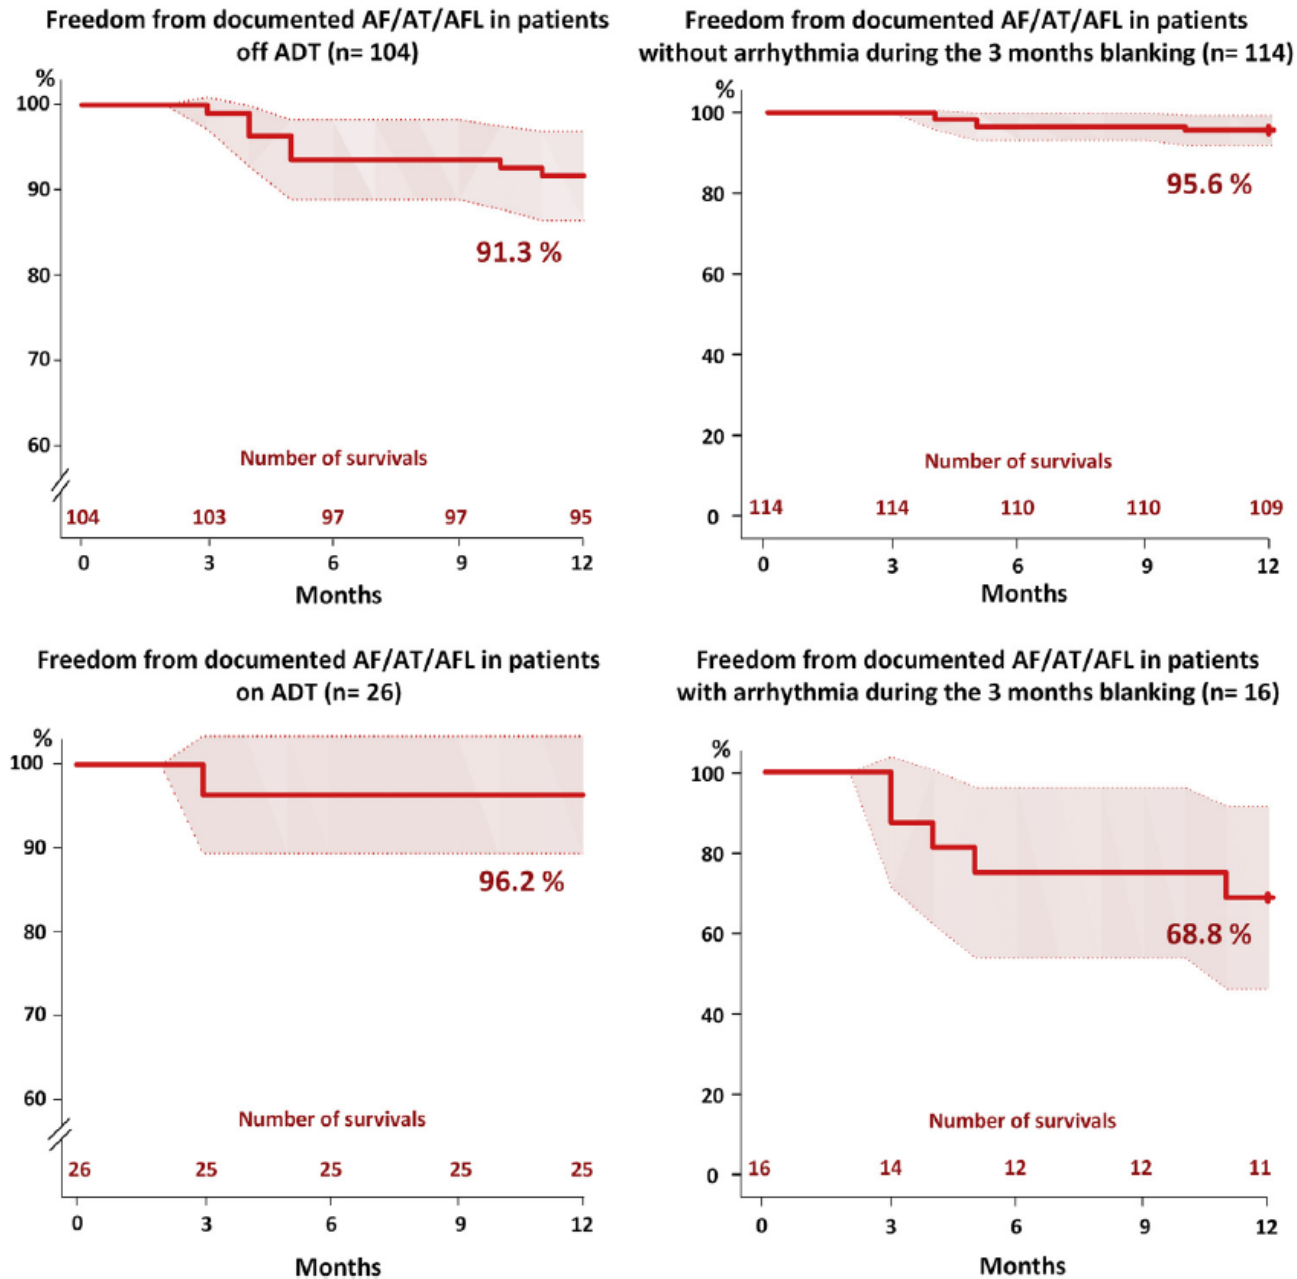 Freedom from documented AF/AT/AFL in patients
off ADT (n= 104)
%
100
90
80
70
60
91.3 %
Number of survivals
104 103 97 97 95
0 3 6 9 12
Months
Freedom from documented AF/AT/AFL in patients
without arrhythmia during the 3 months blanking (n= 114)
%
100
80
60
40
20
0
95.6 %
Number of survivals
114 114 110 110 109
0 3 6 9 12
Months
Freedom from documented AF/AT/AFL in patients
on ADT (n= 26)
%
100
90
80
70
60
96.2 %
Number of survivals
26 25 25 25 25
0 3 6 9 12
Months
Freedom from documented AF/AT/AFL in patients
with arrhythmia during the 3 months blanking (n= 16)
%
100
80
60
40
20
0
68.8 %
Number of survivals
16 14 12 12 11
0 3 6 9 12
Months